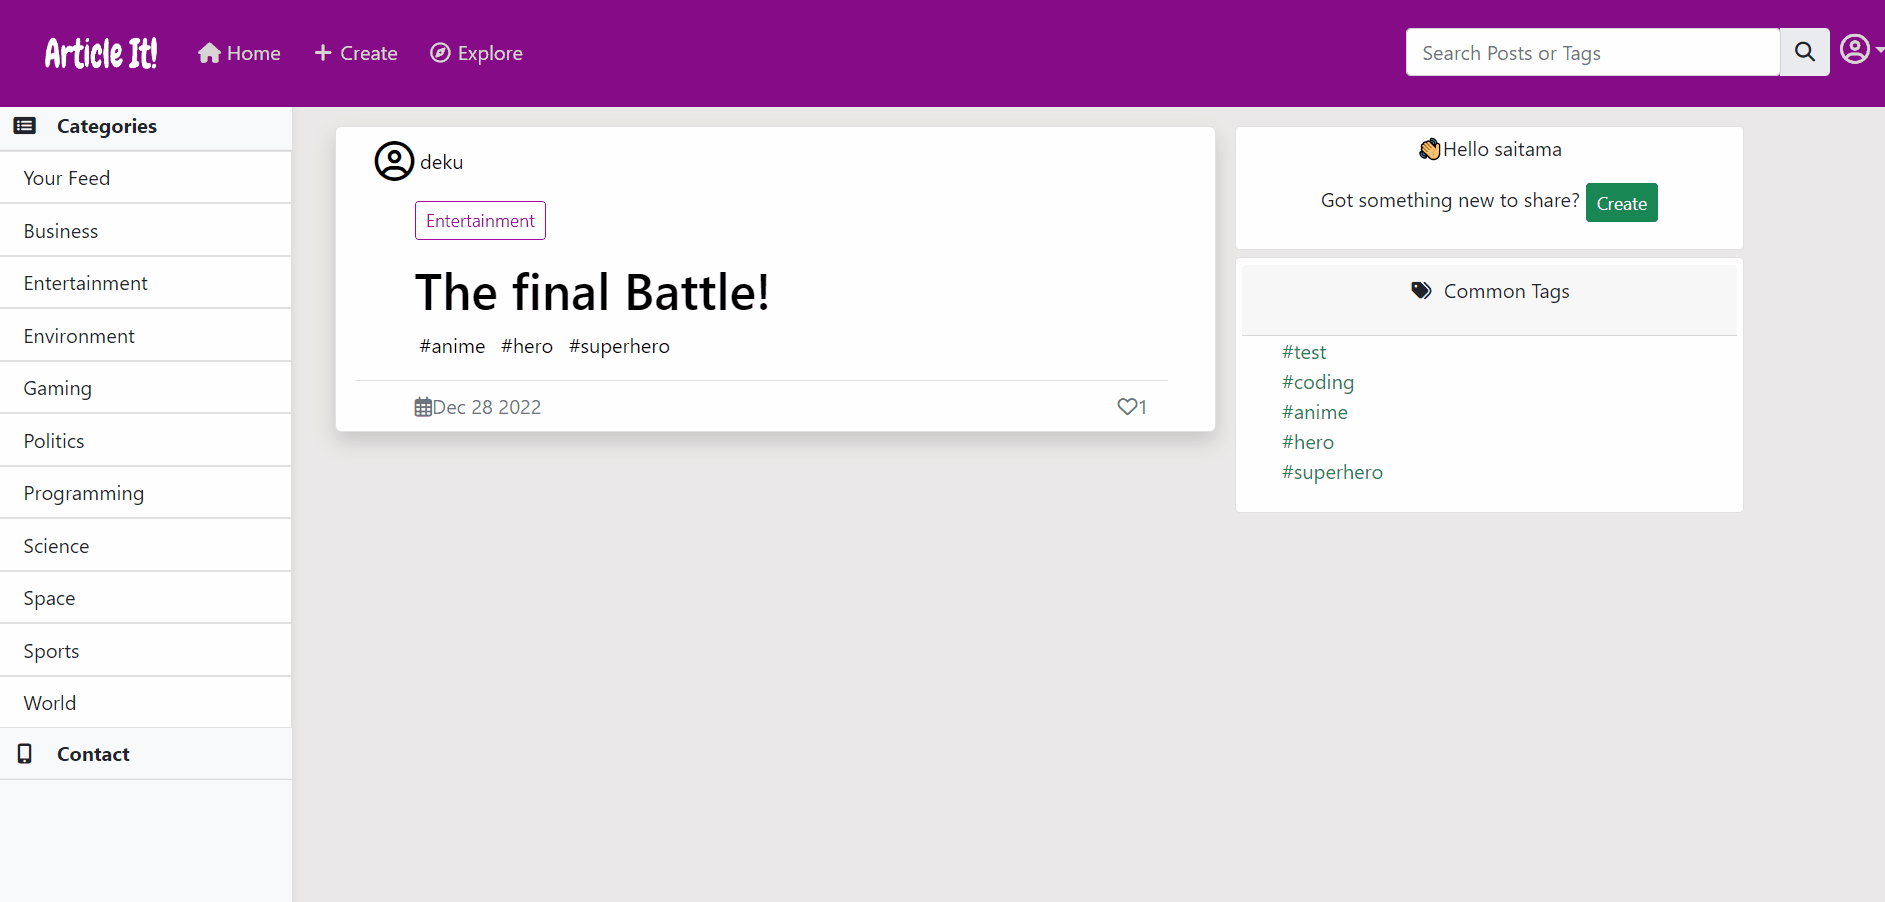 Article It! Home Create Explore Search Posts or Tags
Categories
Your Feed
Business
Entertainment
Environment
Gaming
Politics
Programming
Science
Space
Sports
World
Contact
deku
Entertainment
The final Battle!
#anime #hero #superhero
Dec 28 2022 1
Hello saitama
Got something new to share? Create
Common Tags
#test
#coding
#anime
#hero
#superhero